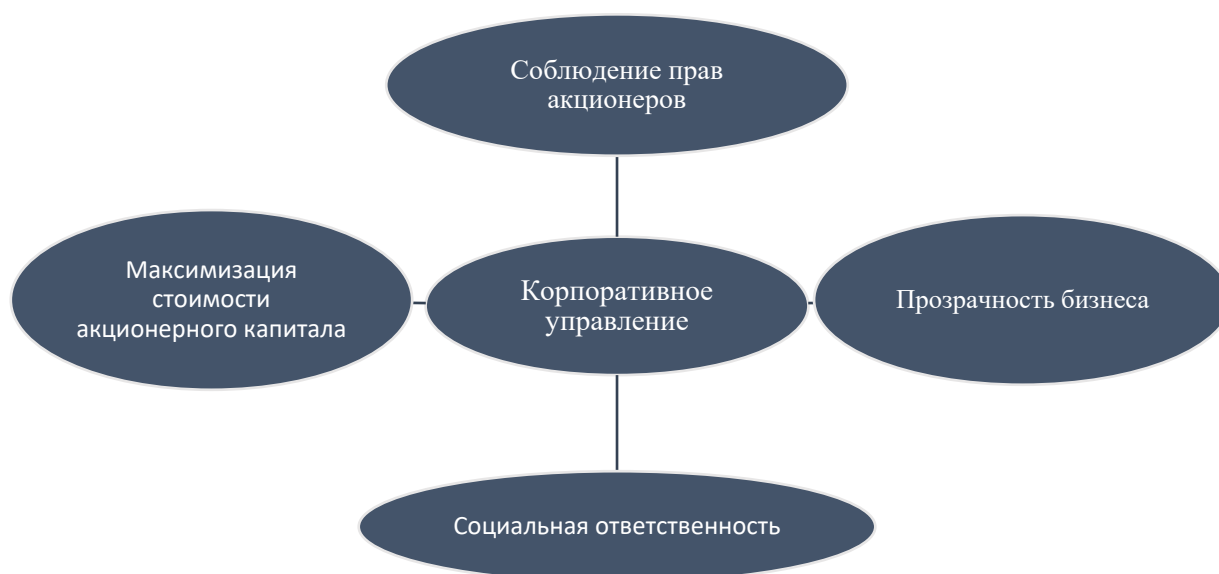 Соблюдение прав
акционеров
Максимизация
стоимости
акционерного капитала
Корпоративное
управление
Прозрачность бизнеса
Социальная ответственность